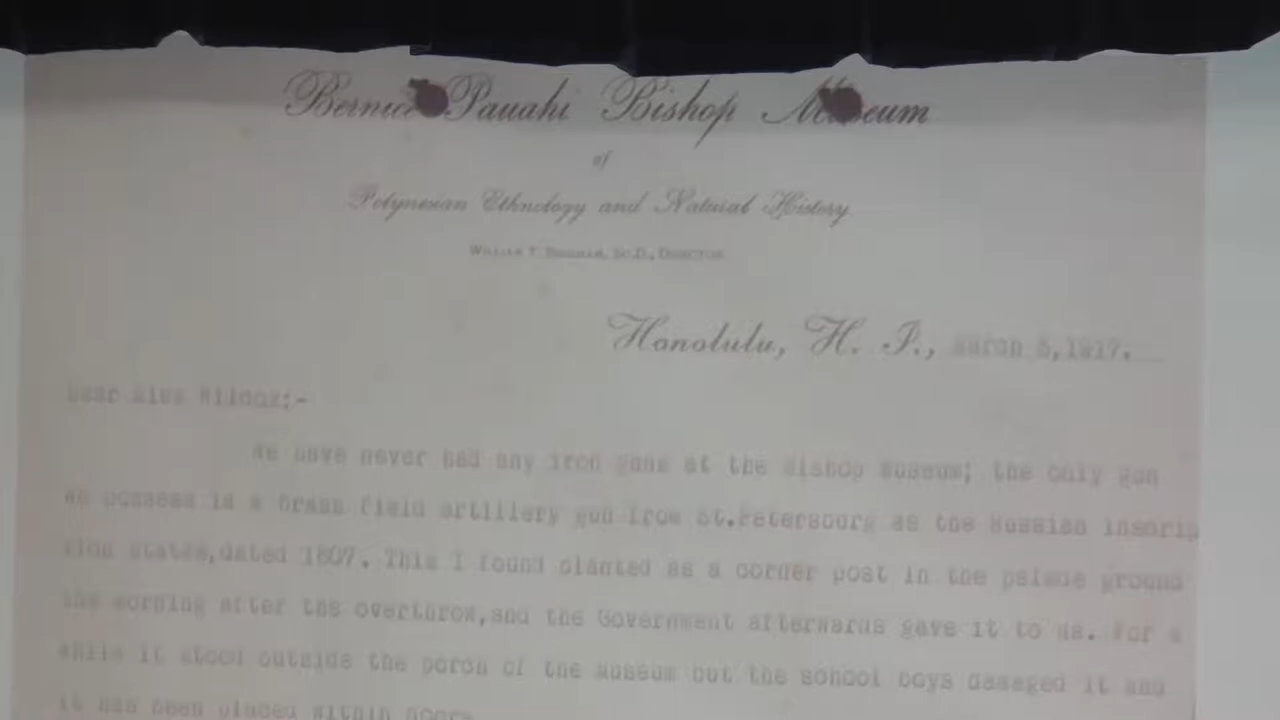 Bernice Pauahi Bishop Museum
of
Polynesian Ethnology and Natural History
William T. Brigham, Sc.D., Director
Honolulu, H. I., March 5,1917.
Dear Miss Wilcox:-
We have never had any iron guns at the Bishop Museum; the only gun
we possess is a brass field artillery gun from St.Petersburg as the Russian inscrip
tion states,dated 1807. This I found planted as a corner post in the palace ground
the morning after the overthrow,and the Government afterwards gave it to us. For a
while it stood outside the porch of the museum but the school boys damaged it and
it has been placed within doors